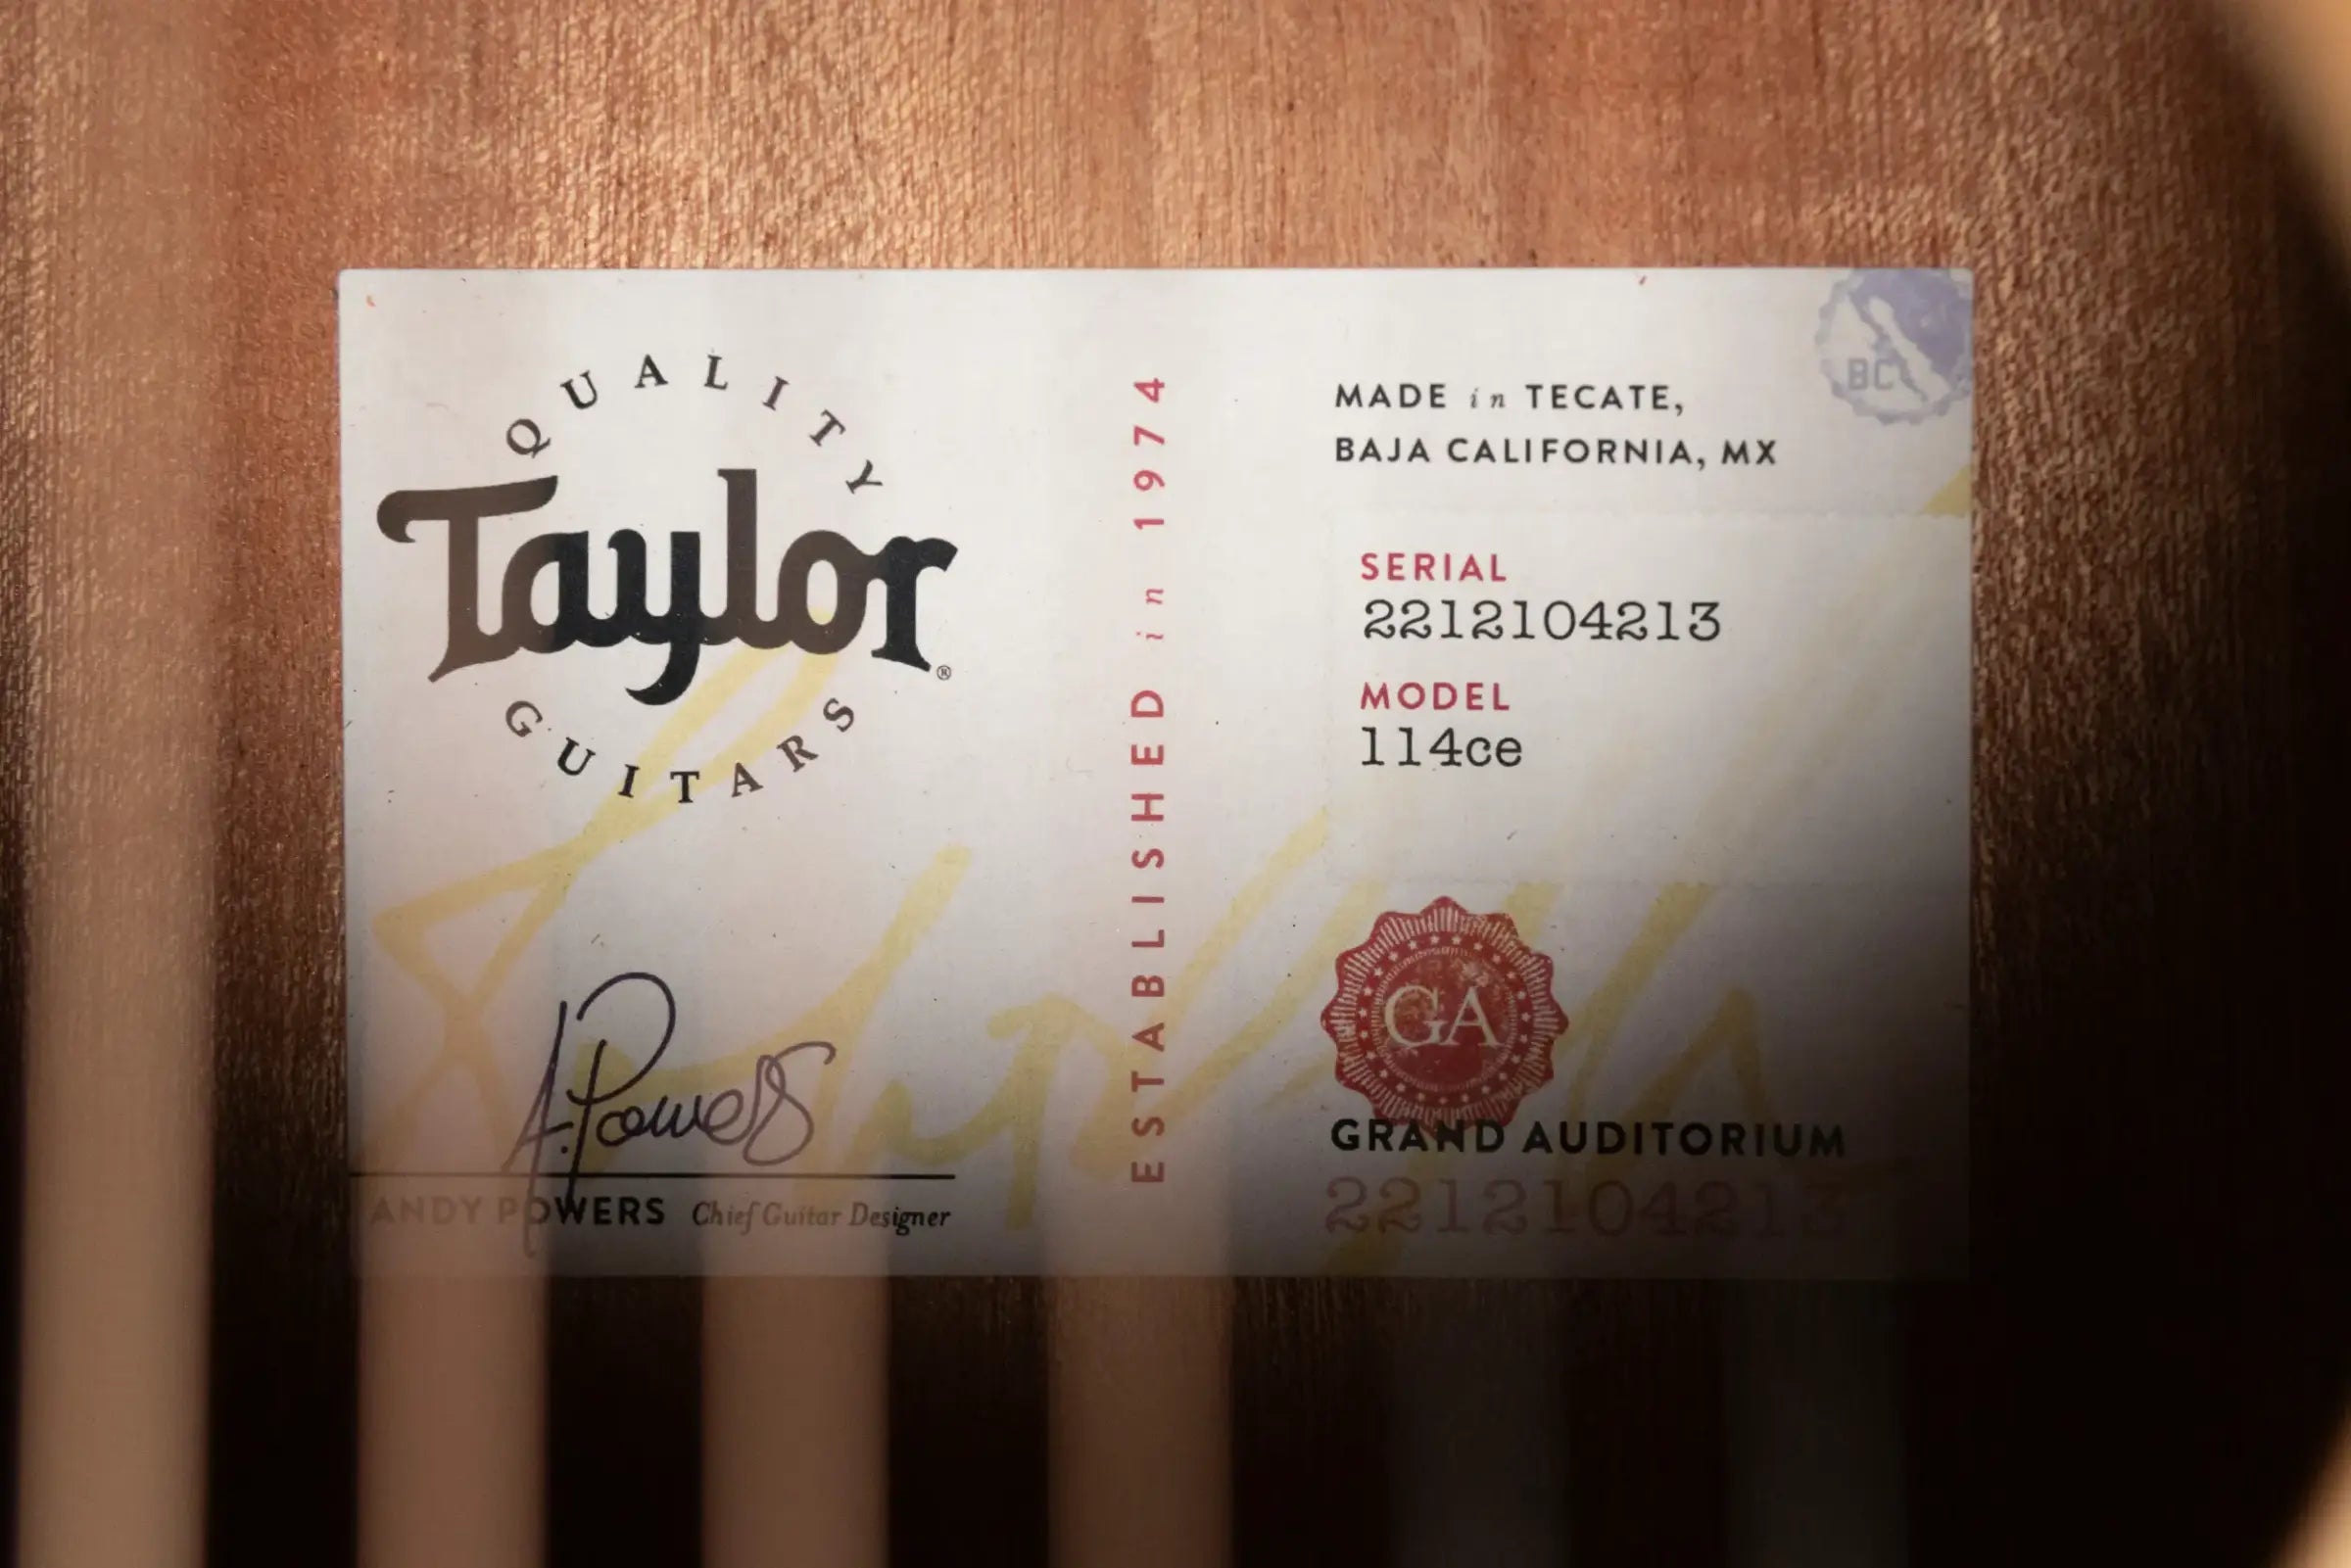 QUALITY
Taylor®
GUITARS
A. Powers
ANDY POWERS Chief Guitar Designer
ESTABLISHED in 1974
BC
MADE in TECATE,
BAJA CALIFORNIA, MX
SERIAL
2212104213
MODEL
114ce
GA
GRAND AUDITORIUM
2212104213